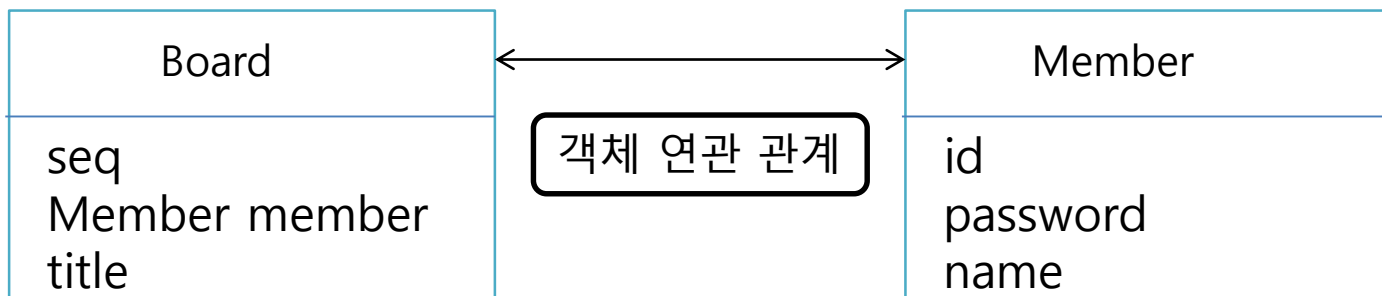 Board
seq
Member member
title
객체 연관 관계
Member
id
password
name